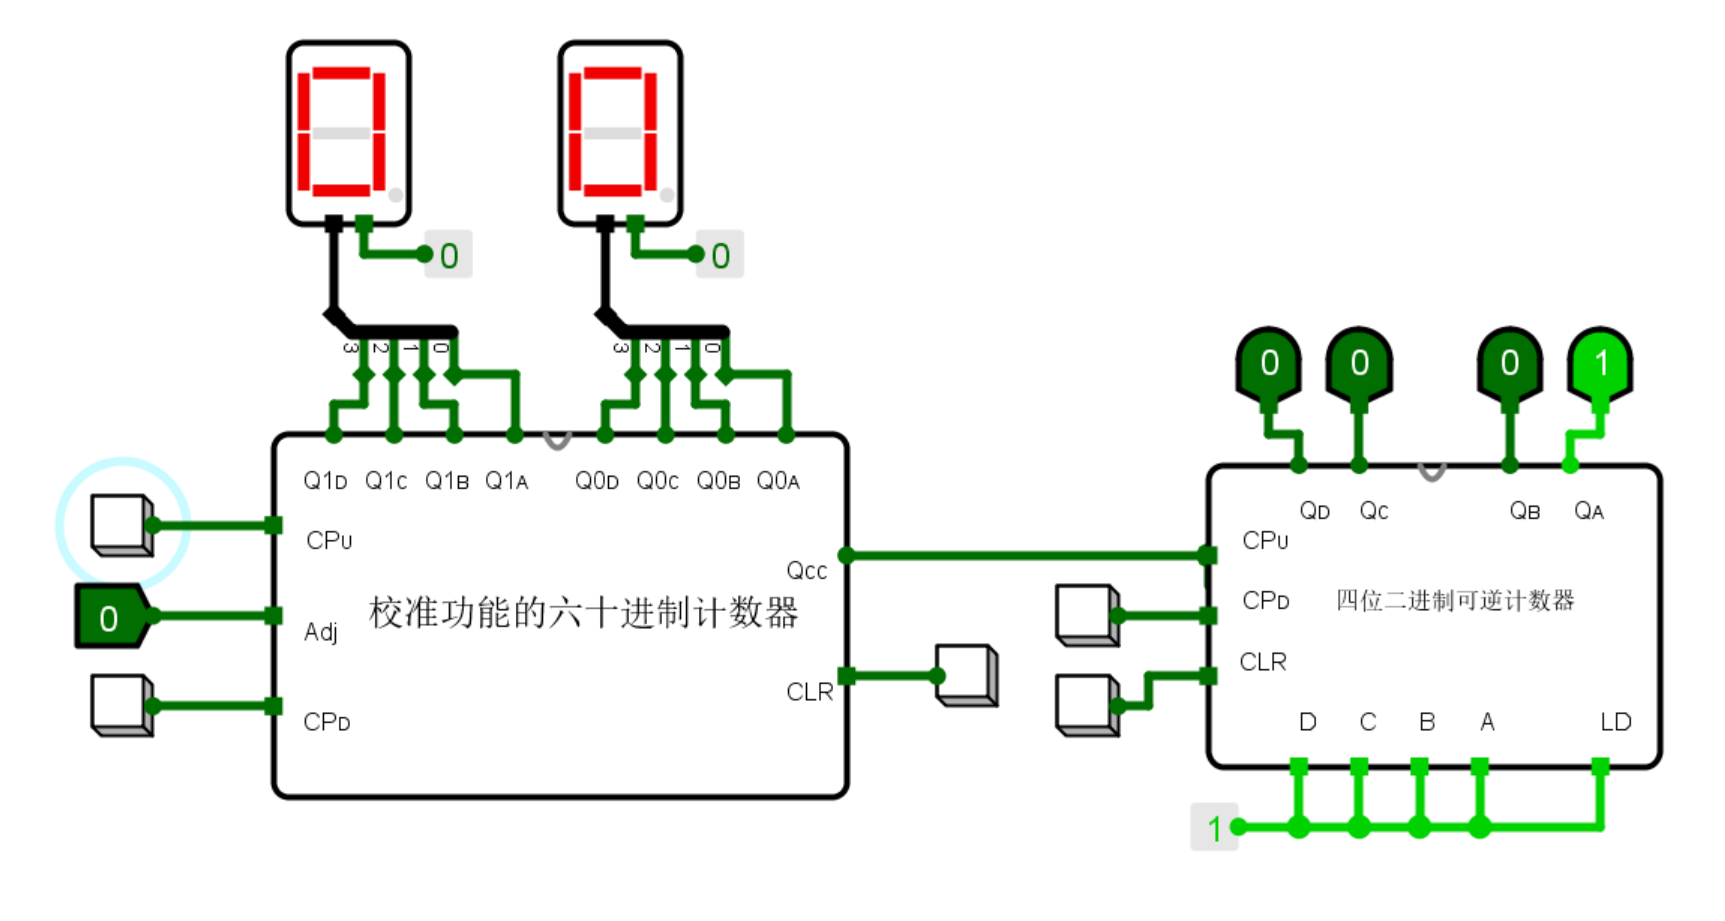 0 0
3 2 1 0 3 2 1 0
0 0 0 1
Q1D Q1C Q1B Q1A Q0D Q0C Q0B Q0A
QD QC QB QA
CPU
CPU
Qcc
校准功能的六十进制计数器
0
Adj
CPD
四位二进制可逆计数器
CLR
CLR
CPD
D C B A LD
1